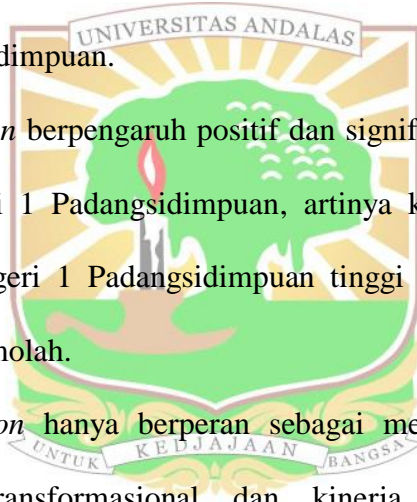 UNIVERSITAS ANDALAS
dimpuan.
n berpengaruh positif dan signif
i 1 Padangsidimpuan, artinya k
geri 1 Padangsidimpuan tinggi
nolah.
on hanya berperan sebagai me
UNTUK KEDJAJAAN BANGSA
ransformasional dan kinerja